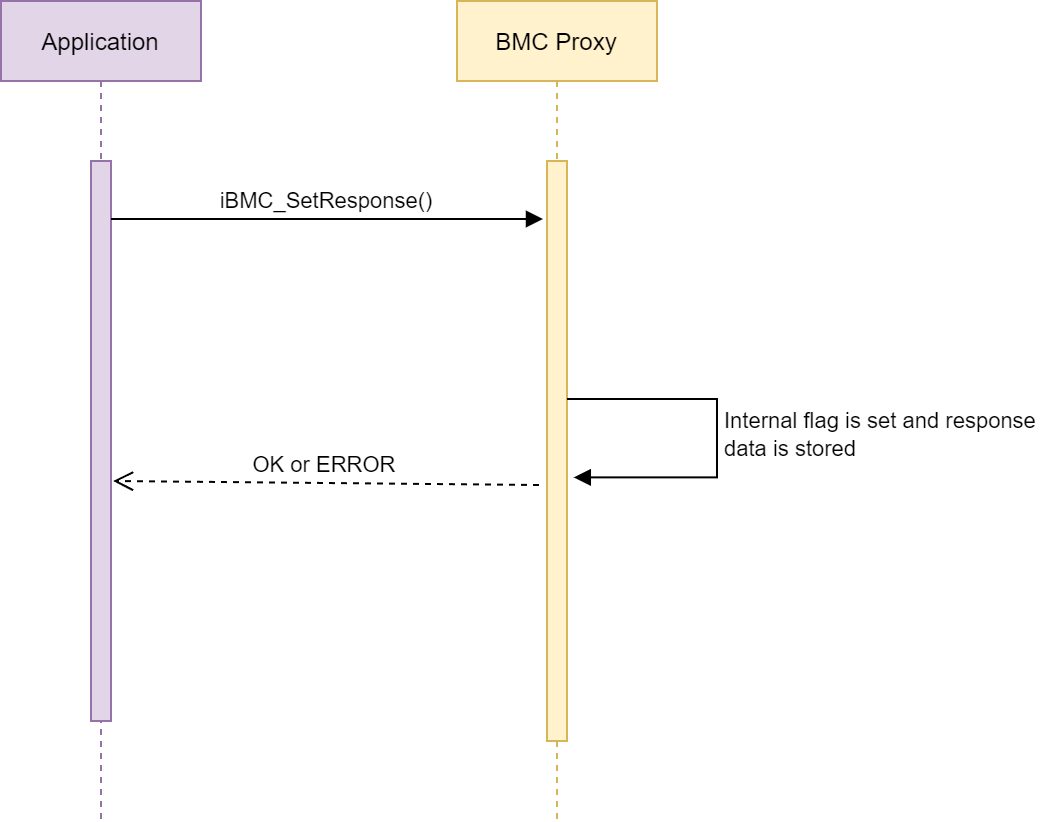 Application
BMC Proxy
iBMC_SetResponse()
Internal flag is set and response
data is stored
OK or ERROR